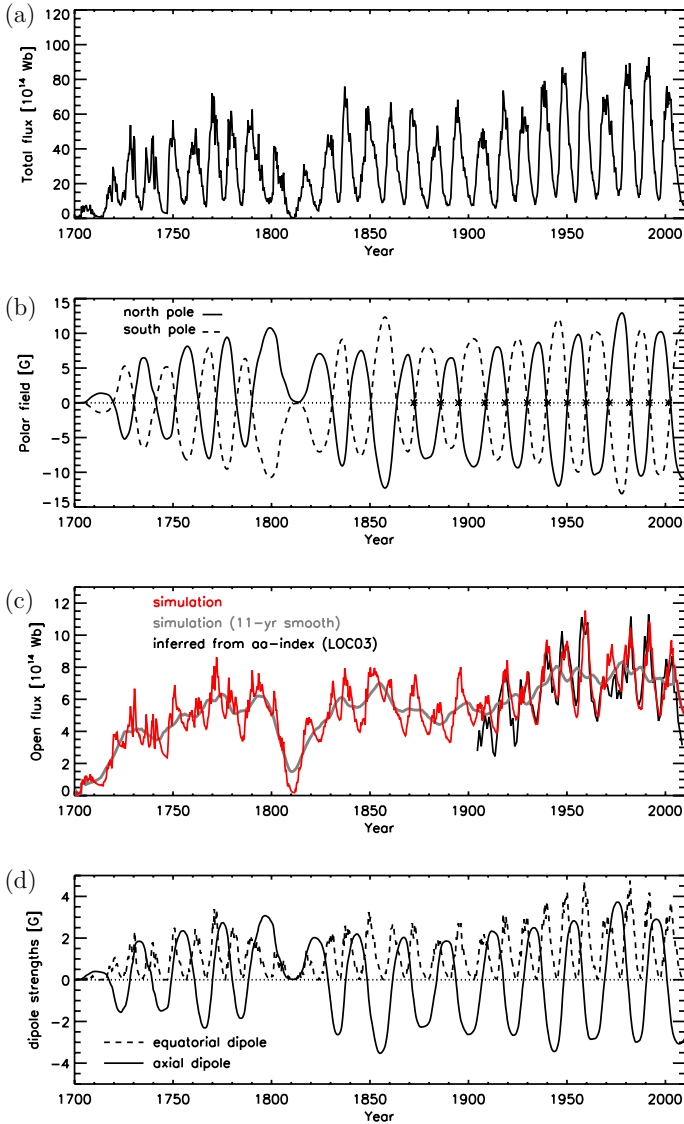 (a)
Total flux [10¹⁴ Wb]
120
100
80
60
40
20
0
1700 1750 1800 1850 1900 1950 2000
Year
(b)
Polar field [G]
north pole
south pole
15
10
5
0
−5
−10
−15
1700 1750 1800 1850 1900 1950 2000
Year
(c)
Open flux [10¹⁴ Wb]
simulation
simulation (11−yr smooth)
inferred from aa−index (LOC03)
12
10
8
6
4
2
0
1700 1750 1800 1850 1900 1950 2000
Year
(d)
dipole strengths [G]
4
2
0
−2
−4
equatorial dipole
axial dipole
1700 1750 1800 1850 1900 1950 2000
Year